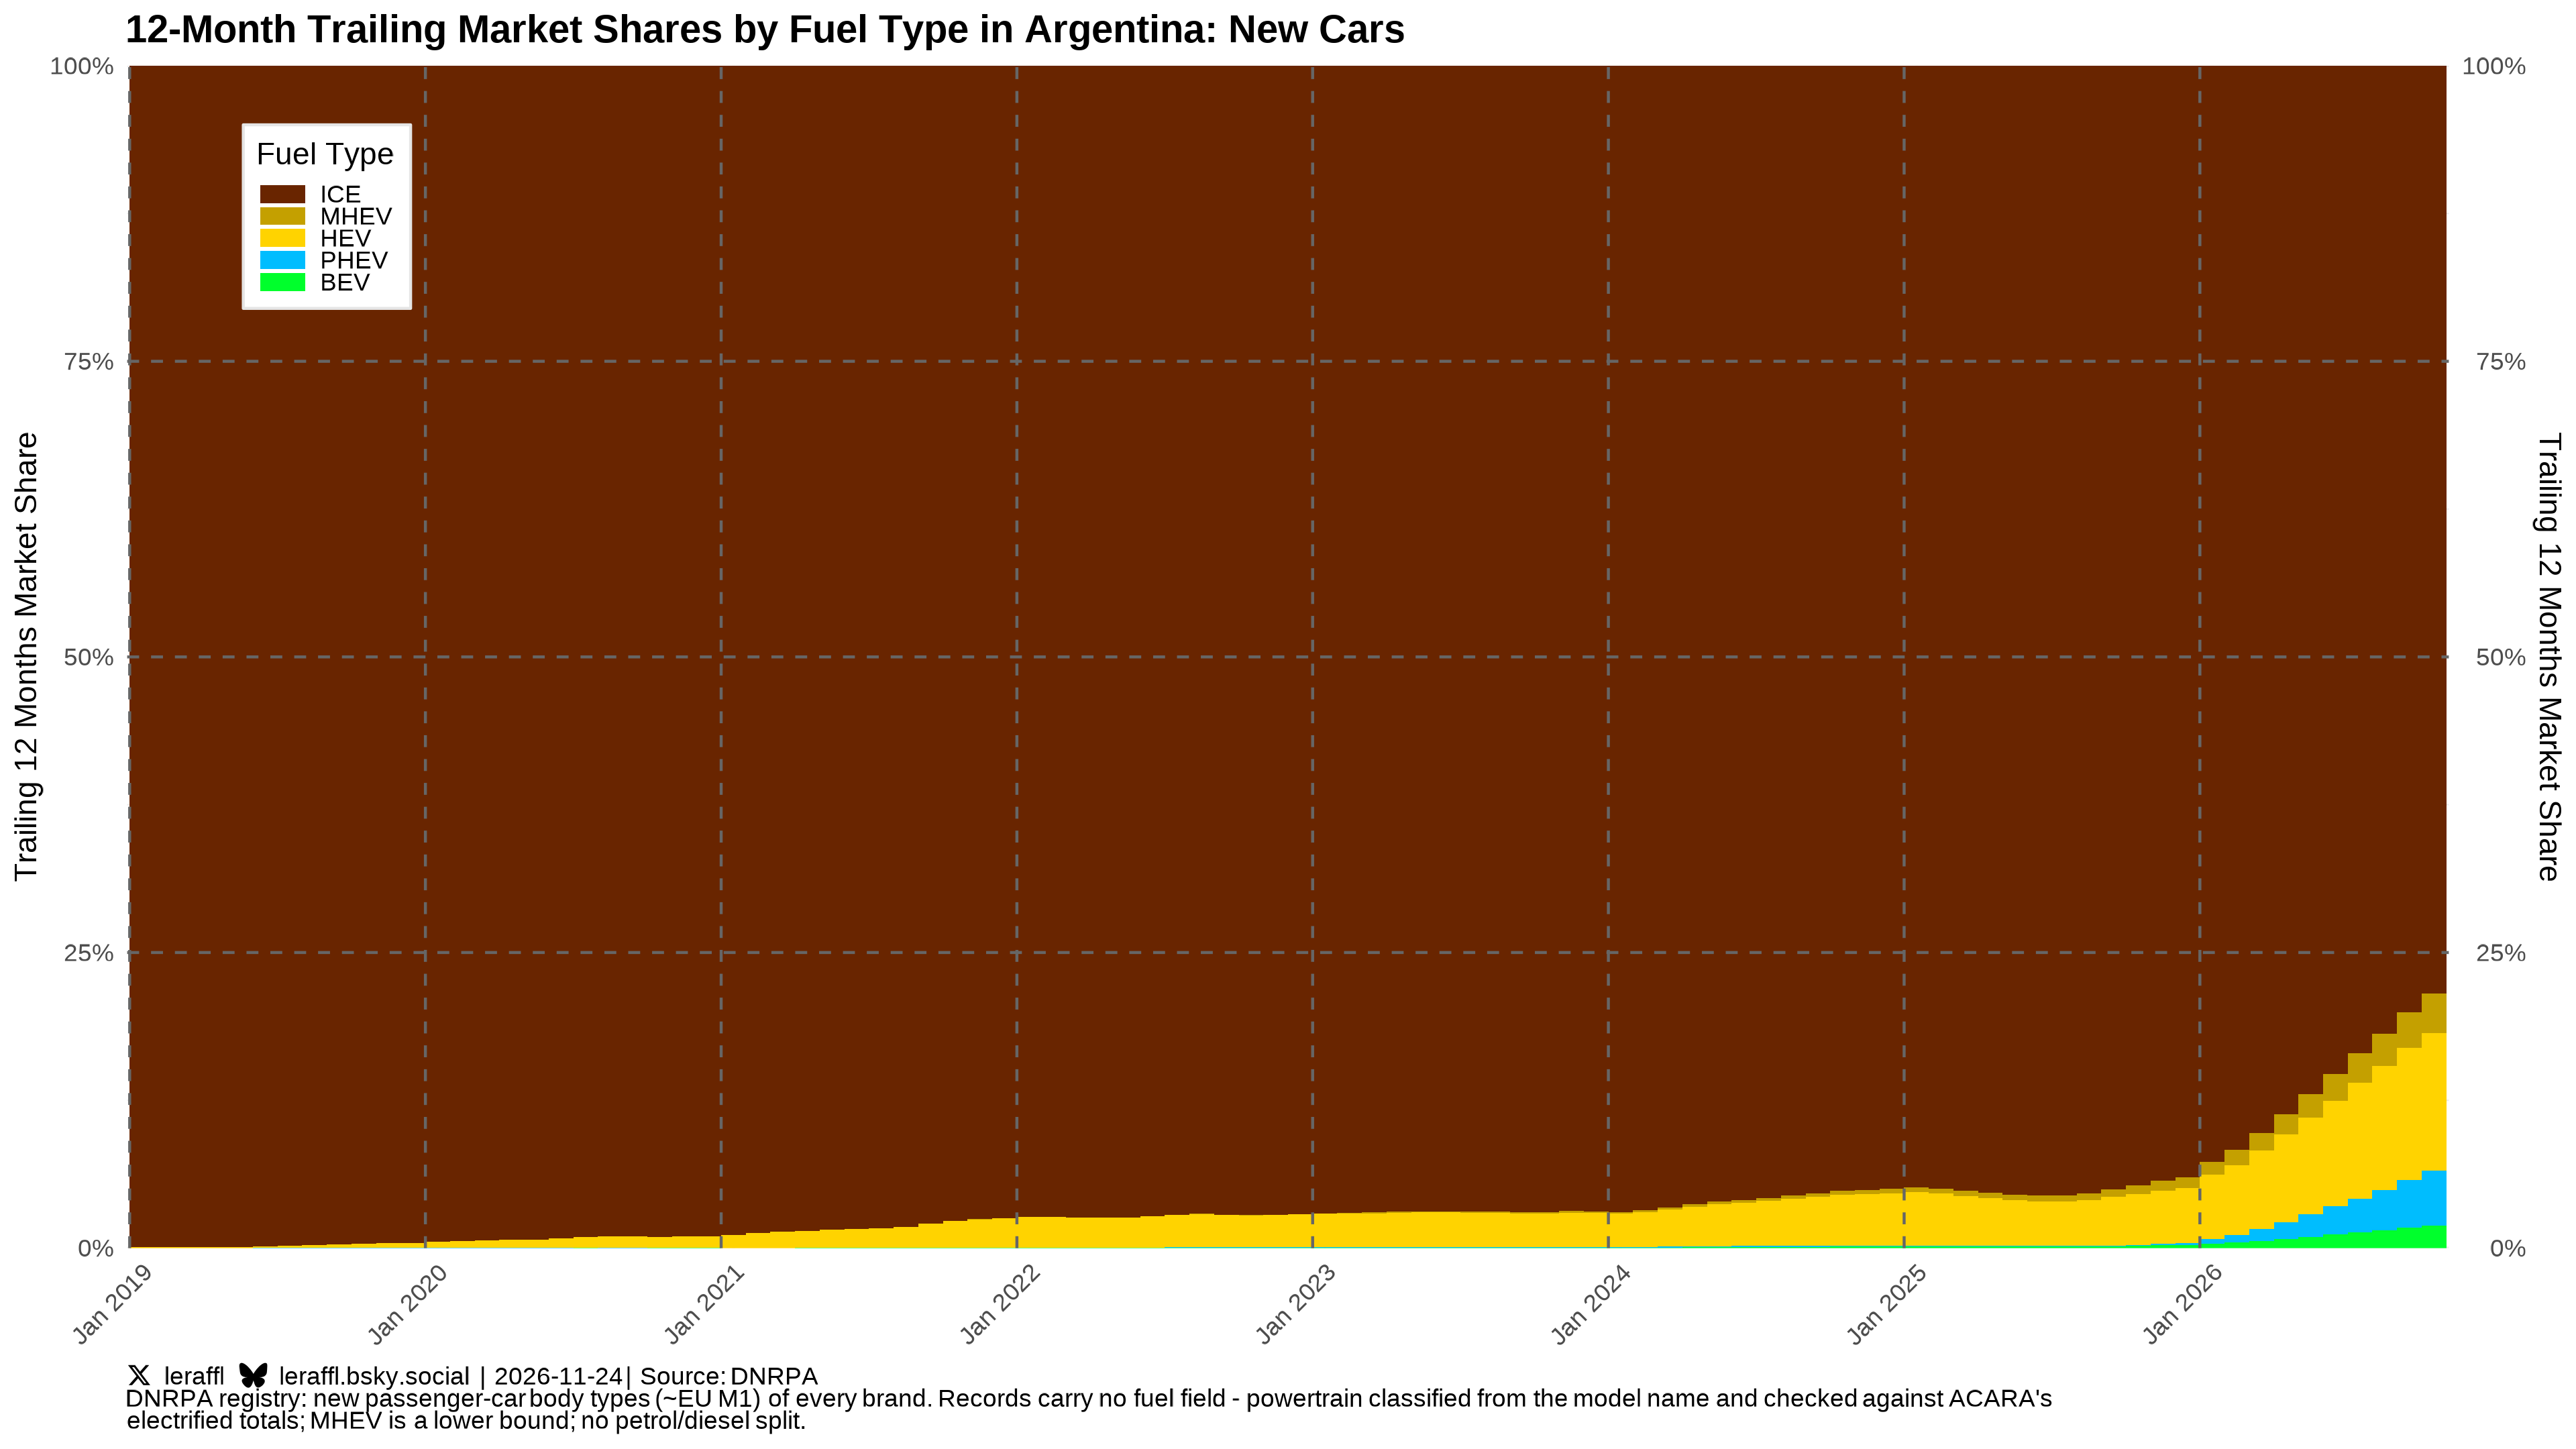 12-Month Trailing Market Shares by Fuel Type in Argentina: New Cars
100%
100%
Fuel Type
ICE
MHEV
HEV
PHEV
BEV
75%
75%
Trailing 12 Months Market Share
Trailing 12 Months Market Share
50%
50%
25%
25%
0%
0%
Jan 2019
Jan 2020
Jan 2021
Jan 2022
Jan 2023
Jan 2024
Jan 2025
Jan 2026
leraffl leraffl.bsky.social | 2026-11-24| Source: DNRPA
DNRPA registry: new passenger-car body types (~EU M1) of every brand. Records carry no fuel field - powertrain classified from the model name and checked against ACARA's
electrified totals; MHEV is a lower bound; no petrol/diesel split.